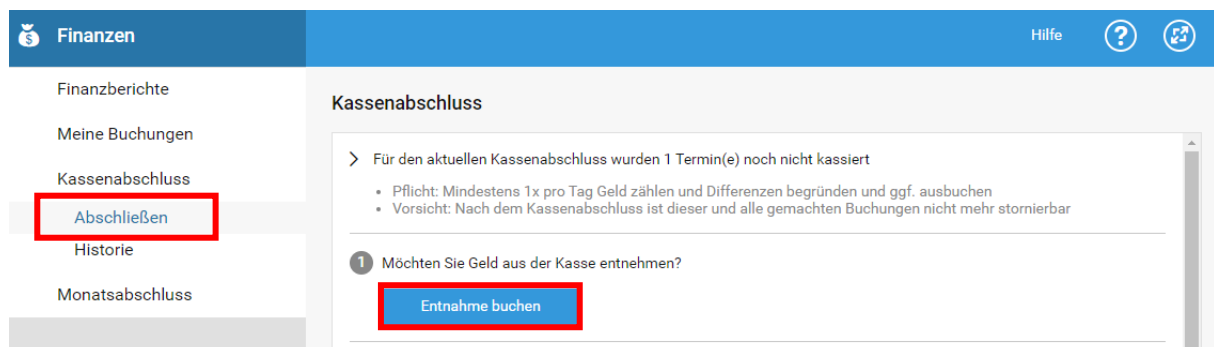 Finanzen
Hilfe
?
Finanzberichte
Meine Buchungen
Kassenabschluss
Abschließen
Historie
Monatsabschluss
Kassenabschluss
Für den aktuellen Kassenabschluss wurden 1 Termin(e) noch nicht kassiert
• Pflicht: Mindestens 1x pro Tag Geld zählen und Differenzen begründen und ggf. ausbuchen
• Vorsicht: Nach dem Kassenabschluss ist dieser und alle gemachten Buchungen nicht mehr stornierbar
1 Möchten Sie Geld aus der Kasse entnehmen?
Entnahme buchen